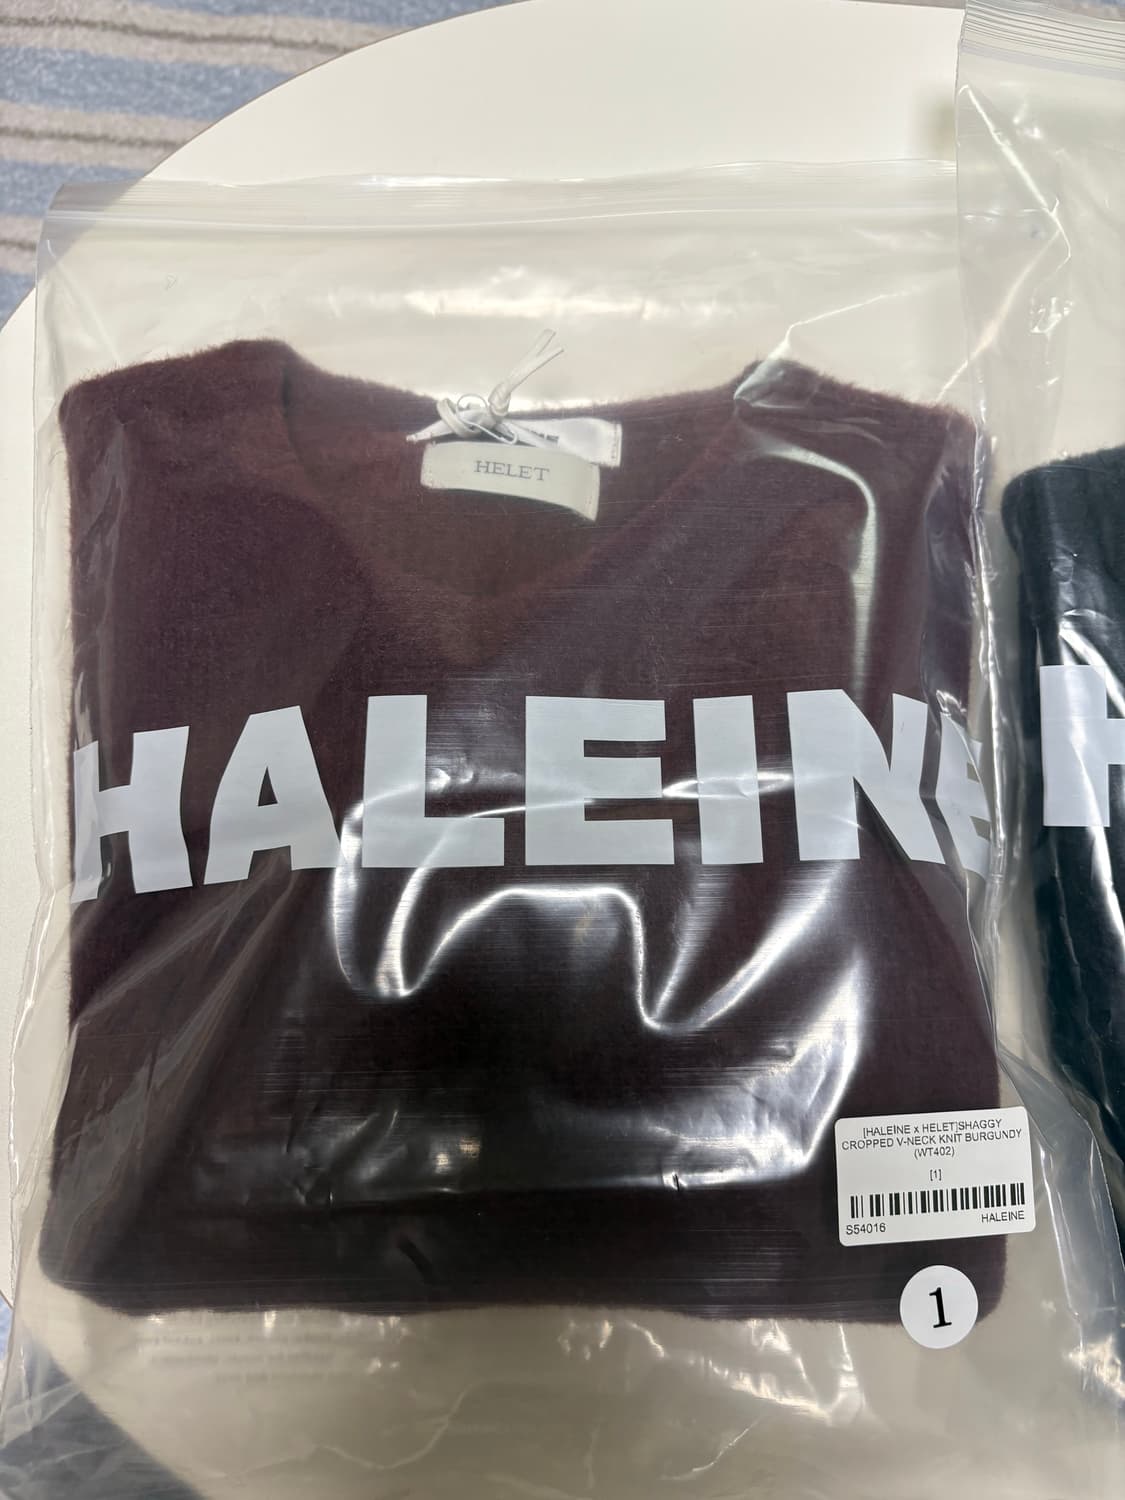 HELET
HALEINE
H
[HALEINE x HELET]SHAGGY
CROPPED V-NECK KNIT BURGUNDY
(WT402)
[1]
S54016 HALEINE
1